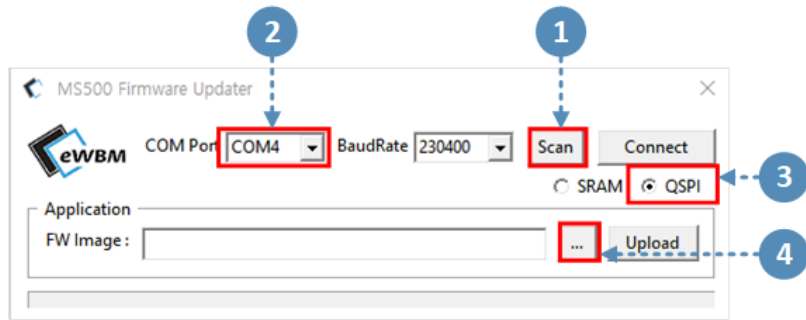 2 1
MS500 Firmware Updater
eWBM COM Port COM4 BaudRate 230400 Scan Connect
SRAM QSPI 3
Application
FW Image : ... Upload
4